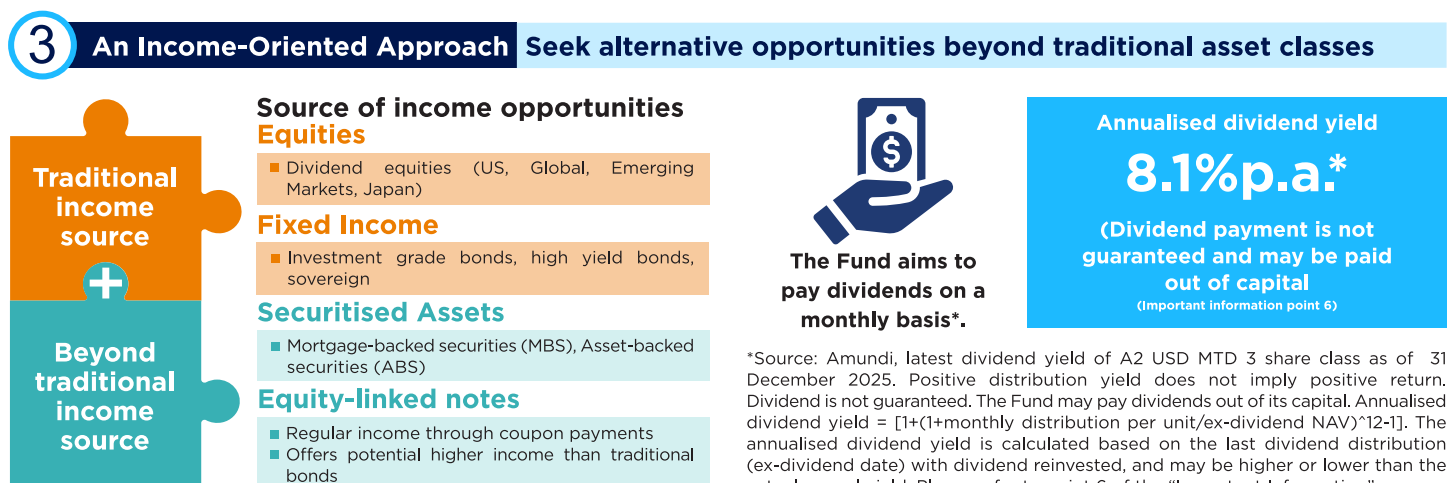 3
An Income-Oriented Approach Seek alternative opportunities beyond traditional asset classes
Traditional
income
source
+
Beyond
traditional
income
source
Source of income opportunities
Equities
Dividend equities (US, Global, Emerging
Markets, Japan)
Fixed Income
Investment grade bonds, high yield bonds,
sovereign
Securitised Assets
Mortgage-backed securities (MBS), Asset-backed
securities (ABS)
Equity-linked notes
Regular income through coupon payments
Offers potential higher income than traditional
bonds
$
The Fund aims to
pay dividends on a
monthly basis*.
Annualised dividend yield
8.1%p.a.*
(Dividend payment is not
guaranteed and may be paid
out of capital
(Important information point 6)
*Source: Amundi, latest dividend yield of A2 USD MTD 3 share class as of 31
December 2025. Positive distribution yield does not imply positive return.
Dividend is not guaranteed. The Fund may pay dividends out of its capital. Annualised
dividend yield = [1+(1+monthly distribution per unit/ex-dividend NAV)^12-1]. The
annualised dividend yield is calculated based on the last dividend distribution
(ex-dividend date) with dividend reinvested, and may be higher or lower than the